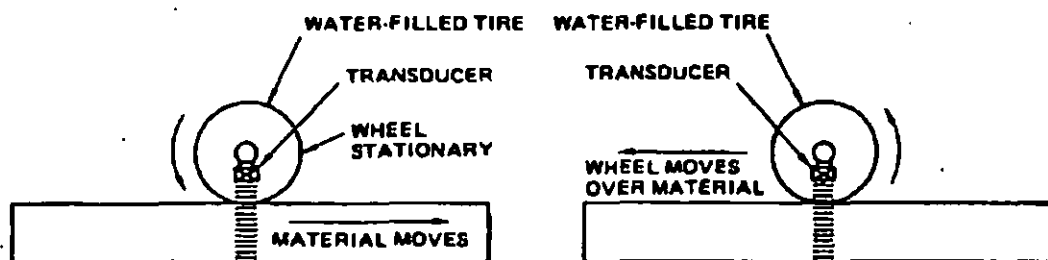 WATER-FILLED TIRE
TRANSDUCER
WHEEL
STATIONARY
MATERIAL MOVES
WATER-FILLED TIRE
TRANSDUCER
WHEEL MOVES
OVER MATERIAL